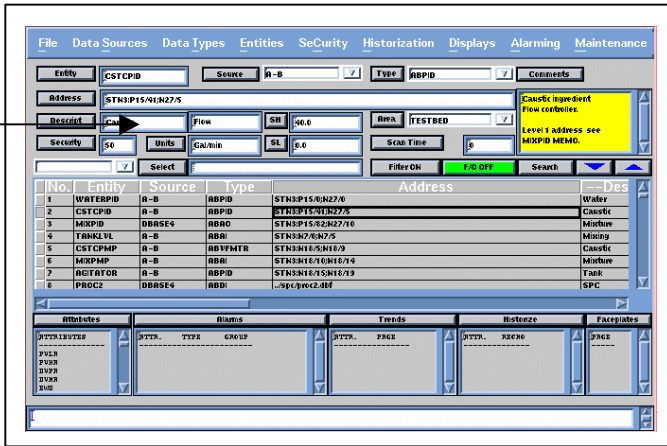 File Data Sources Data Types Entities SeCurity Historization Displays Alarming Maintenance
Entity CSTCPID Source A-B Type ABPID Comments
Address STN3:P15/41;N27/5
Caustic ingredient
Flow controller.
Level 1 address see
MIXPID MEMO.
Descript Flow SH 40.0 Area TESTBED
Security 50 Units Gal/min SL 0.0 Scan Time 0
Select Filter ON F/O OFF Search
No. Entity Source Type Address --Des
1 WATERPID A-B ABPID STN3:P15/0;N27/0 Water
2 CSTCPID A-B ABPID STN3:P15/41;N27/5 Caustic
3 MIXPID DBASE4 ABAO STN3:P15/82;N27/10 Mixture
4 TANKLVL A-B ABAI STN3:N7/0;N7/5 Mixing
5 CSTCPMP A-B ABVFMTR STN3:N18/5;N18/9 Caustic
6 MIXPMP A-B ABAI STN3:N18/10;N18/14 Mixture
7 AGITATOR A-B ABPID STN3:N18/15;N18/19 Tank
8 PROC2 DBASE4 ABDI ../spc/proc2.dbf SPC
Attributes Alarms Trends Historize Faceplates
ATTRIBUTES ATTR. TYPE GROUP ATTR. PAGE ATTR. RECNO PAGE